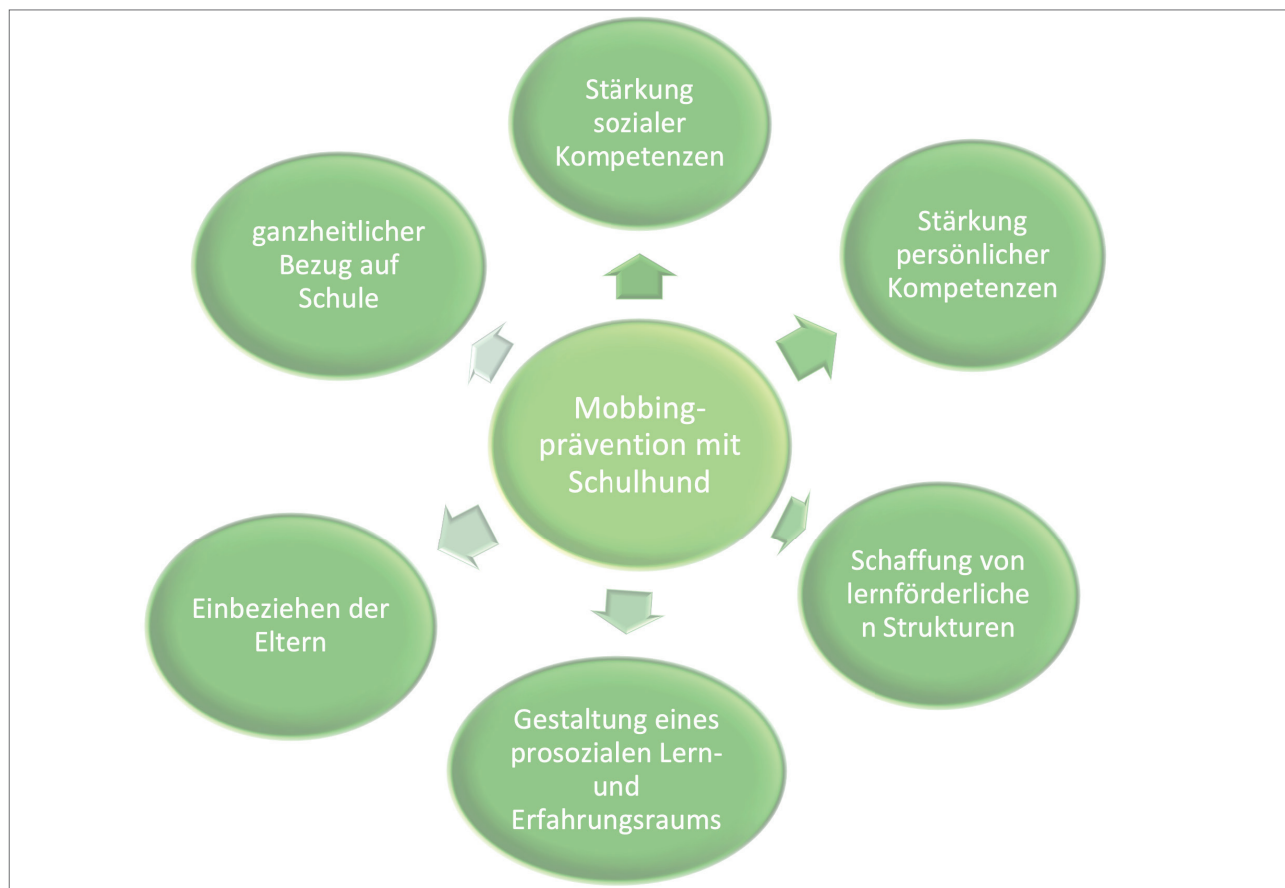 Stärkung
sozialer
Kompetenzen
Stärkung
persönlicher
Kompetenzen
ganzheitlicher
Bezug auf
Schule
Mobbing-
prävention mit
Schulhund
Schaffung von
lernförderliche
n Strukturen
Einbeziehen der
Eltern
Gestaltung eines
prosozialen Lern-
und
Erfahrungsraums